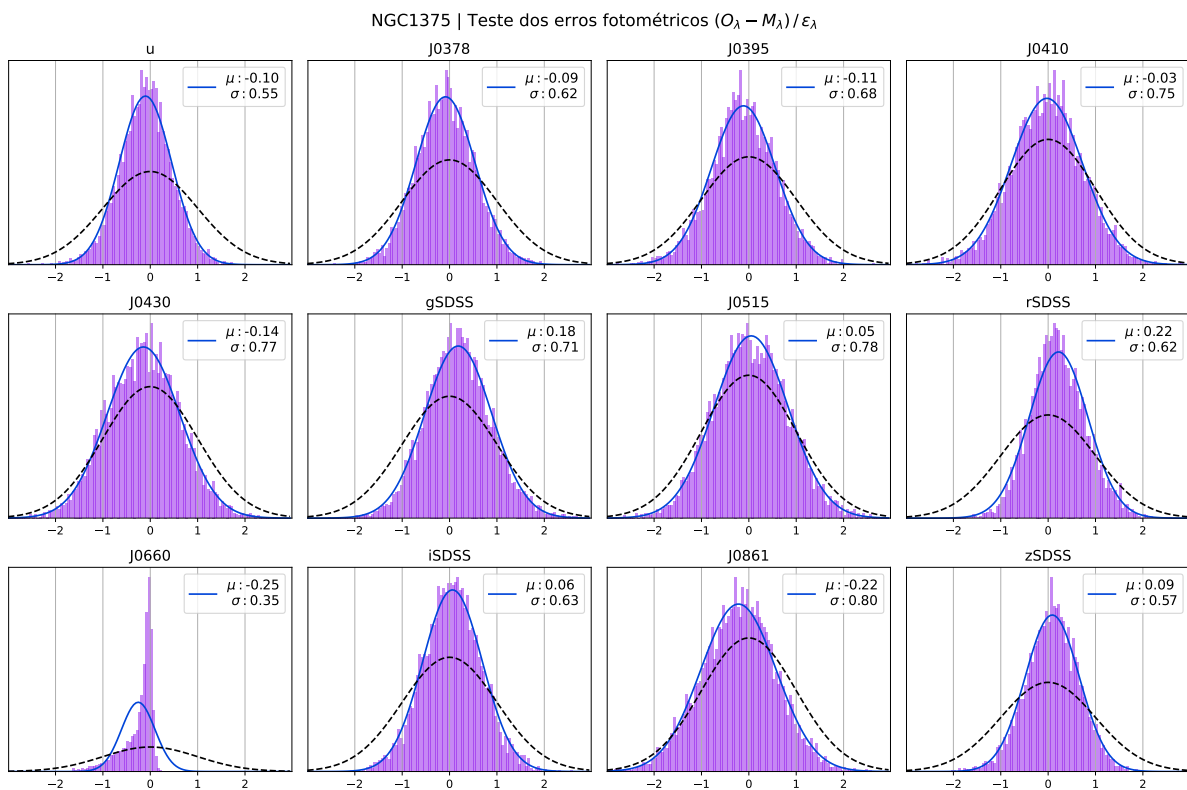 NGC1375 | Teste dos erros fotométricos (O_λ − M_λ) / ε_λ
u
μ : -0.10
σ : 0.55
−2 −1 0 1 2
J0378
μ : -0.09
σ : 0.62
−2 −1 0 1 2
J0395
μ : -0.11
σ : 0.68
−2 −1 0 1 2
J0410
μ : -0.03
σ : 0.75
−2 −1 0 1 2
J0430
μ : -0.14
σ : 0.77
−2 −1 0 1 2
gSDSS
μ : 0.18
σ : 0.71
−2 −1 0 1 2
J0515
μ : 0.05
σ : 0.78
−2 −1 0 1 2
rSDSS
μ : 0.22
σ : 0.62
−2 −1 0 1 2
J0660
μ : -0.25
σ : 0.35
−2 −1 0 1 2
iSDSS
μ : 0.06
σ : 0.63
−2 −1 0 1 2
J0861
μ : -0.22
σ : 0.80
−2 −1 0 1 2
zSDSS
μ : 0.09
σ : 0.57
−2 −1 0 1 2